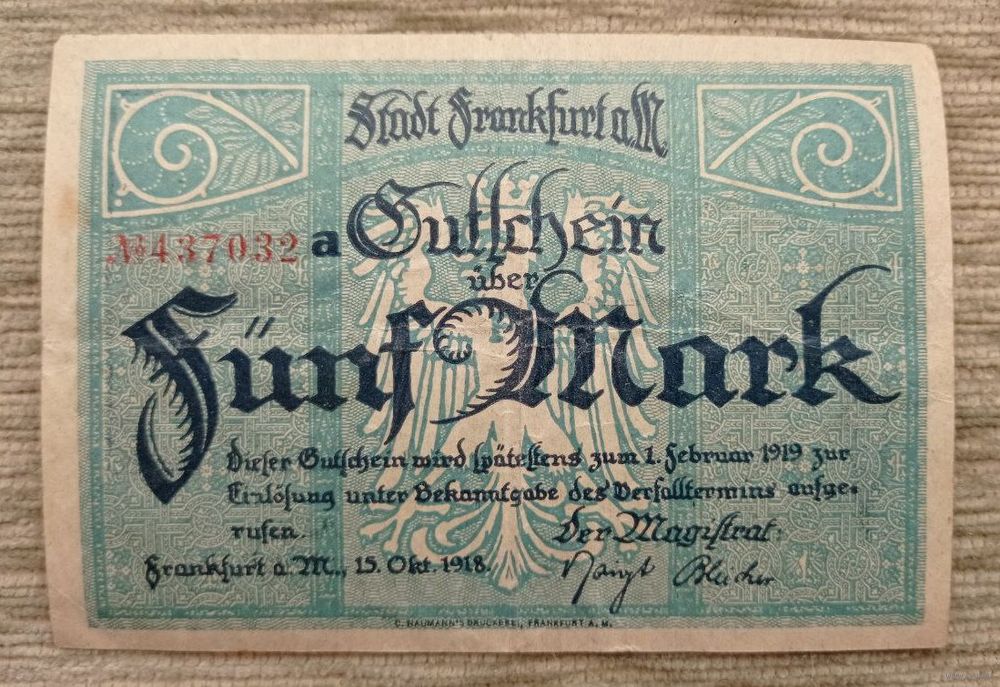 Stadt Frankfurt a.M.
Gutschein
№437032 a
über
Fünf Mark
Dieser Gutschein wird spätestens zum 1. Februar 1919 zur
Einlösung unter Bekanntgabe des Verfalltermins aufge-
rufen.
Der Magistrat:
Frankfurt a. M., 15. Okt. 1918.
C. NAUMANN'S DRUCKEREI, FRANKFURT A. M.